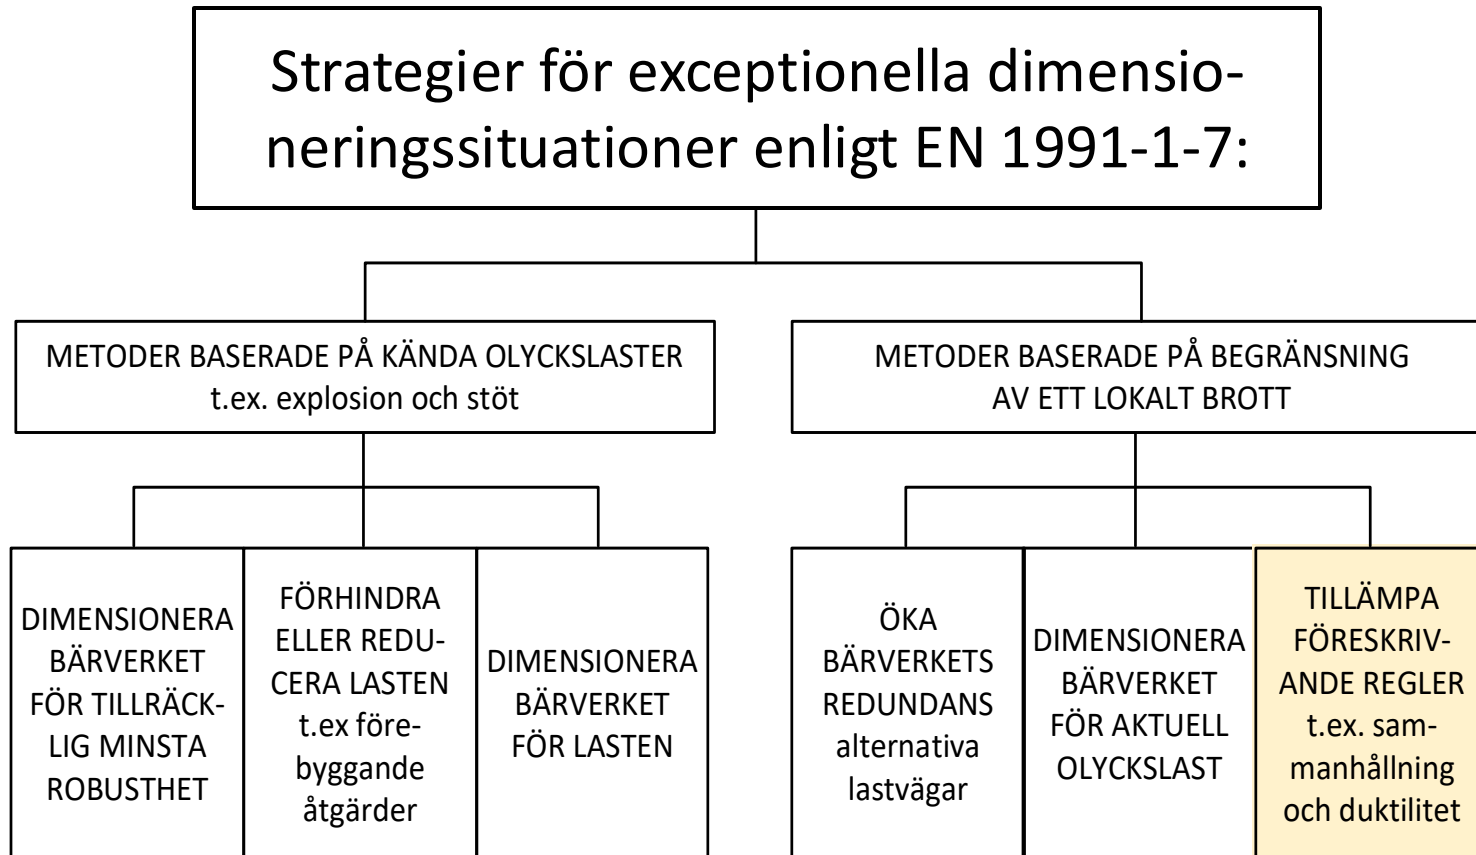 Strategier för exceptionella dimensio-
neringssituationer enligt EN 1991-1-7:
METODER BASERADE PÅ KÄNDA OLYCKSLASTER
t.ex. explosion och stöt
METODER BASERADE PÅ BEGRÄNSNING
AV ETT LOKALT BROTT
DIMENSIONERA
BÄRVERKET
FÖR TILLRÄCK-
LIG MINSTA
ROBUSTHET
FÖRHINDRA
ELLER REDU-
CERA LASTEN
t.ex före-
byggande
åtgärder
DIMENSIONERA
BÄRVERKET
FÖR LASTEN
ÖKA
BÄRVERKETS
REDUNDANS
alternativa
lastvägar
DIMENSIONERA
BÄRVERKET
FÖR AKTUELL
OLYCKSLAST
TILLÄMPA
FÖRESKRIV-
ANDE REGLER
t.ex. sam-
manhållning
och duktilitet